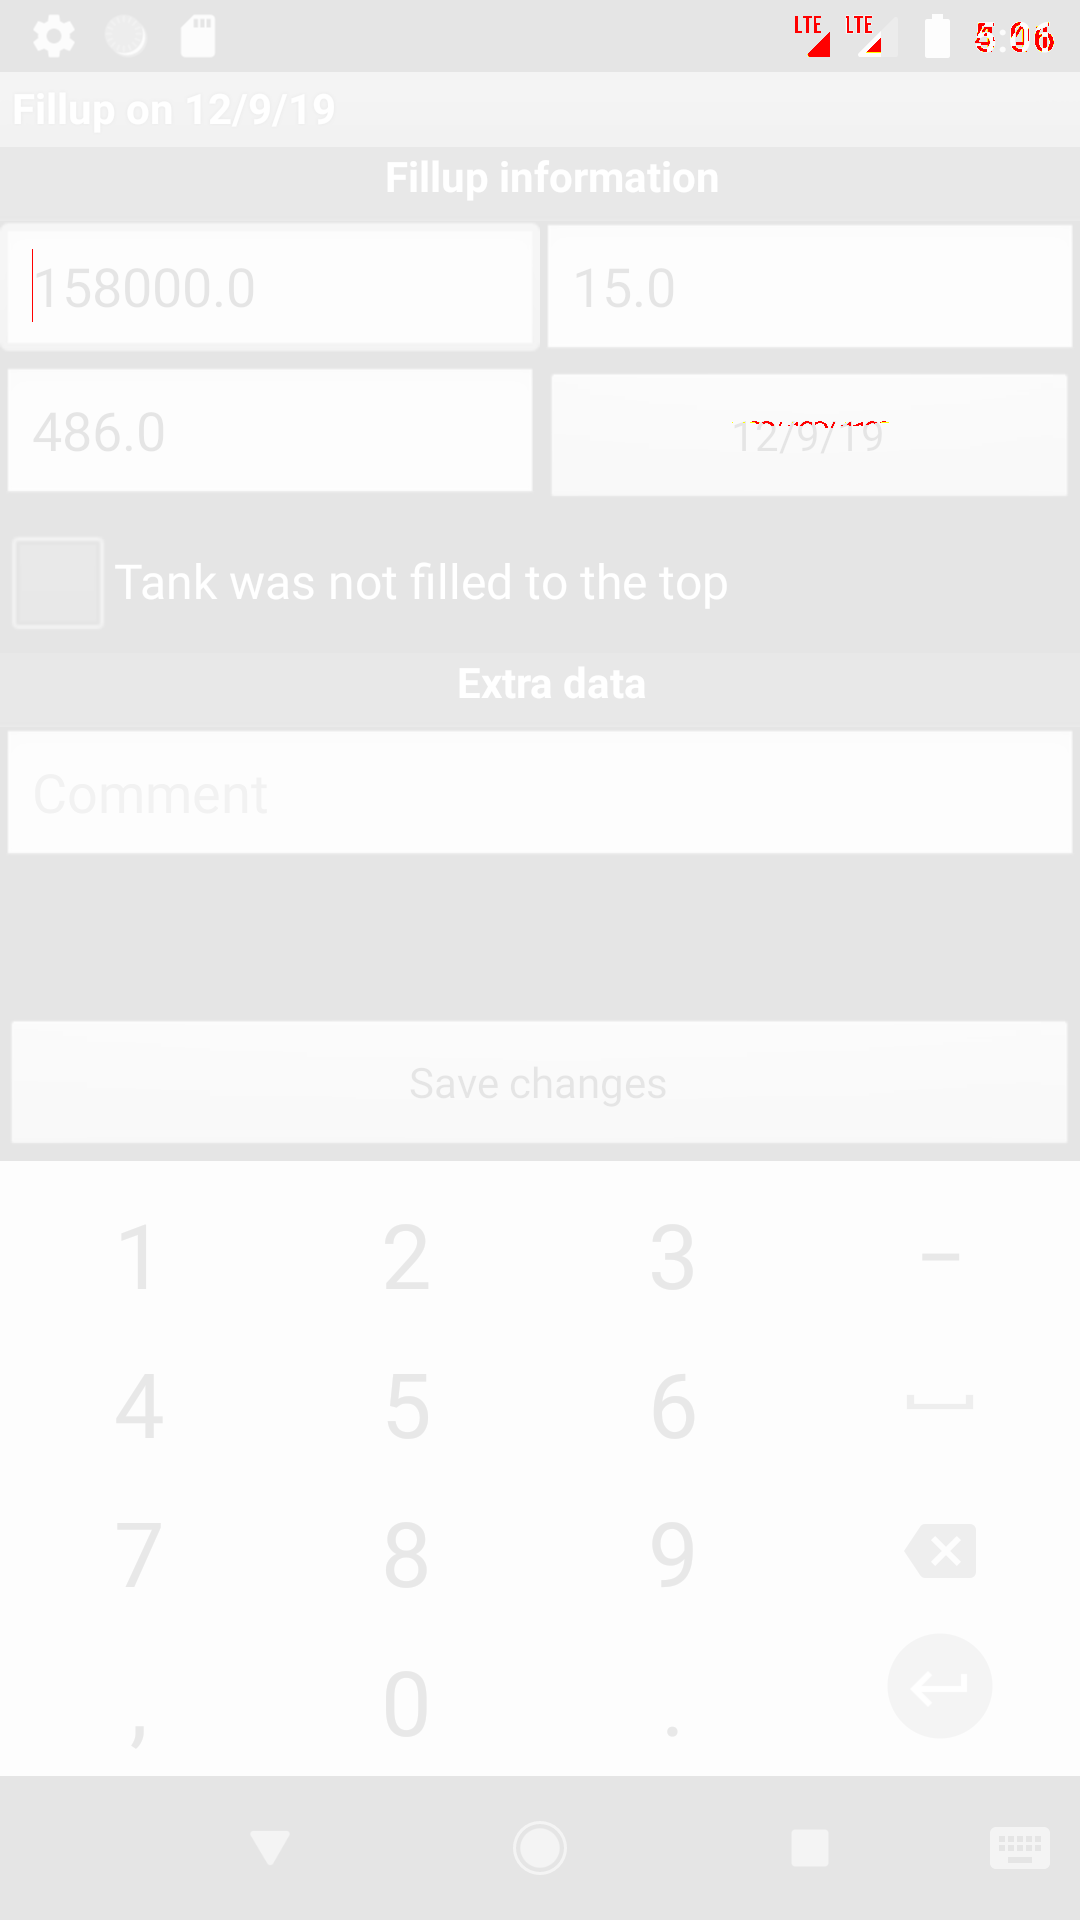 LTE LTE
Fillup on 12/9/19
Fillup information
158000.0 15.0
486.0 12/9/19
Tank was not filled to the top
Extra data
Comment
Save changes
1 2 3 –
4 5 6
7 8 9
, 0 .